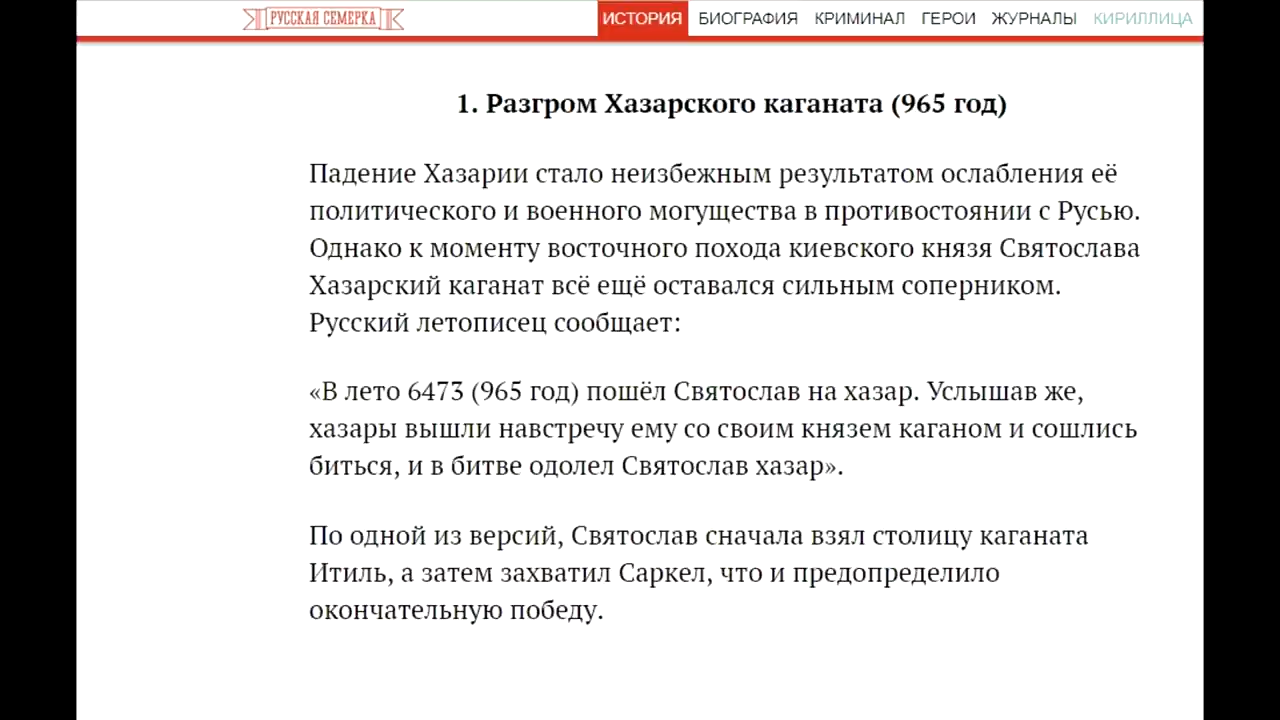 РУССКАЯ СЕМЕРКА
ИСТОРИЯ БИОГРАФИЯ КРИМИНАЛ ГЕРОИ ЖУРНАЛЫ КИРИЛЛИЦА
1. Разгром Хазарского каганата (965 год)
Падение Хазарии стало неизбежным результатом ослабления её
политического и военного могущества в противостоянии с Русью.
Однако к моменту восточного похода киевского князя Святослава
Хазарский каганат всё ещё оставался сильным соперником.
Русский летописец сообщает:
«В лето 6473 (965 год) пошёл Святослав на хазар. Услышав же,
хазары вышли навстречу ему со своим князем каганом и сошлись
биться, и в битве одолел Святослав хазар».
По одной из версий, Святослав сначала взял столицу каганата
Итиль, а затем захватил Саркел, что и предопределило
окончательную победу.